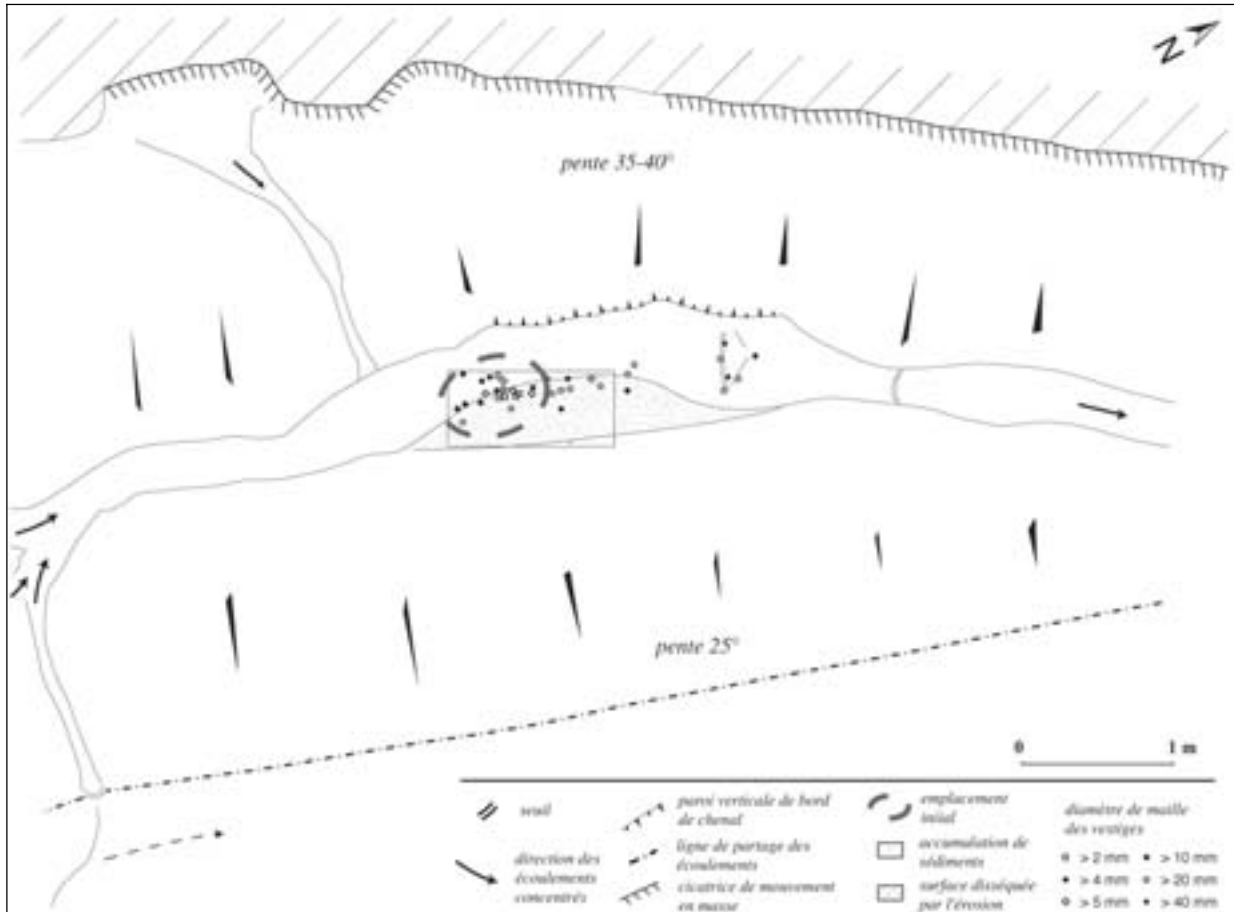 N
pente 35-40°
pente 25°
0 1 m
seuil
direction des
écoulements
concentrés
paroi verticale de bord
de chenal
ligne de partage des
écoulements
cicatrice de mouvement
en masse
emplacement
initial
accumulation de
sédiments
surface disséquée
par l'érosion
diamètre de maille
des vestiges
> 2 mm > 10 mm
> 4 mm > 20 mm
> 5 mm > 40 mm